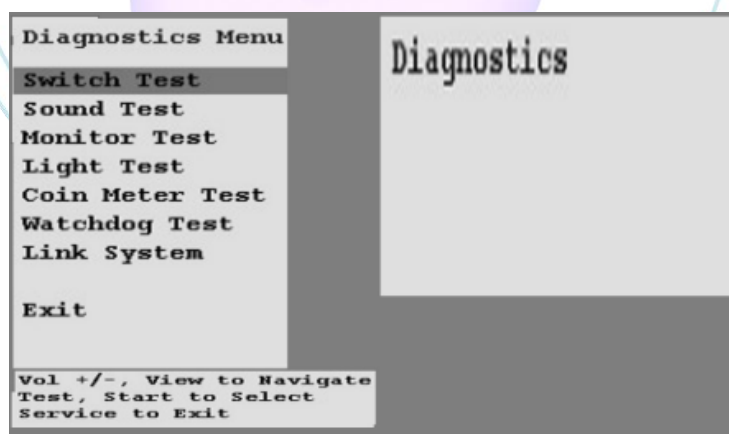 Diagnostics Menu
Switch Test
Sound Test
Monitor Test
Light Test
Coin Meter Test
Watchdog Test
Link System
Exit
Vol +/-, View to Navigate
Test, Start to Select
Service to Exit
Diagnostics